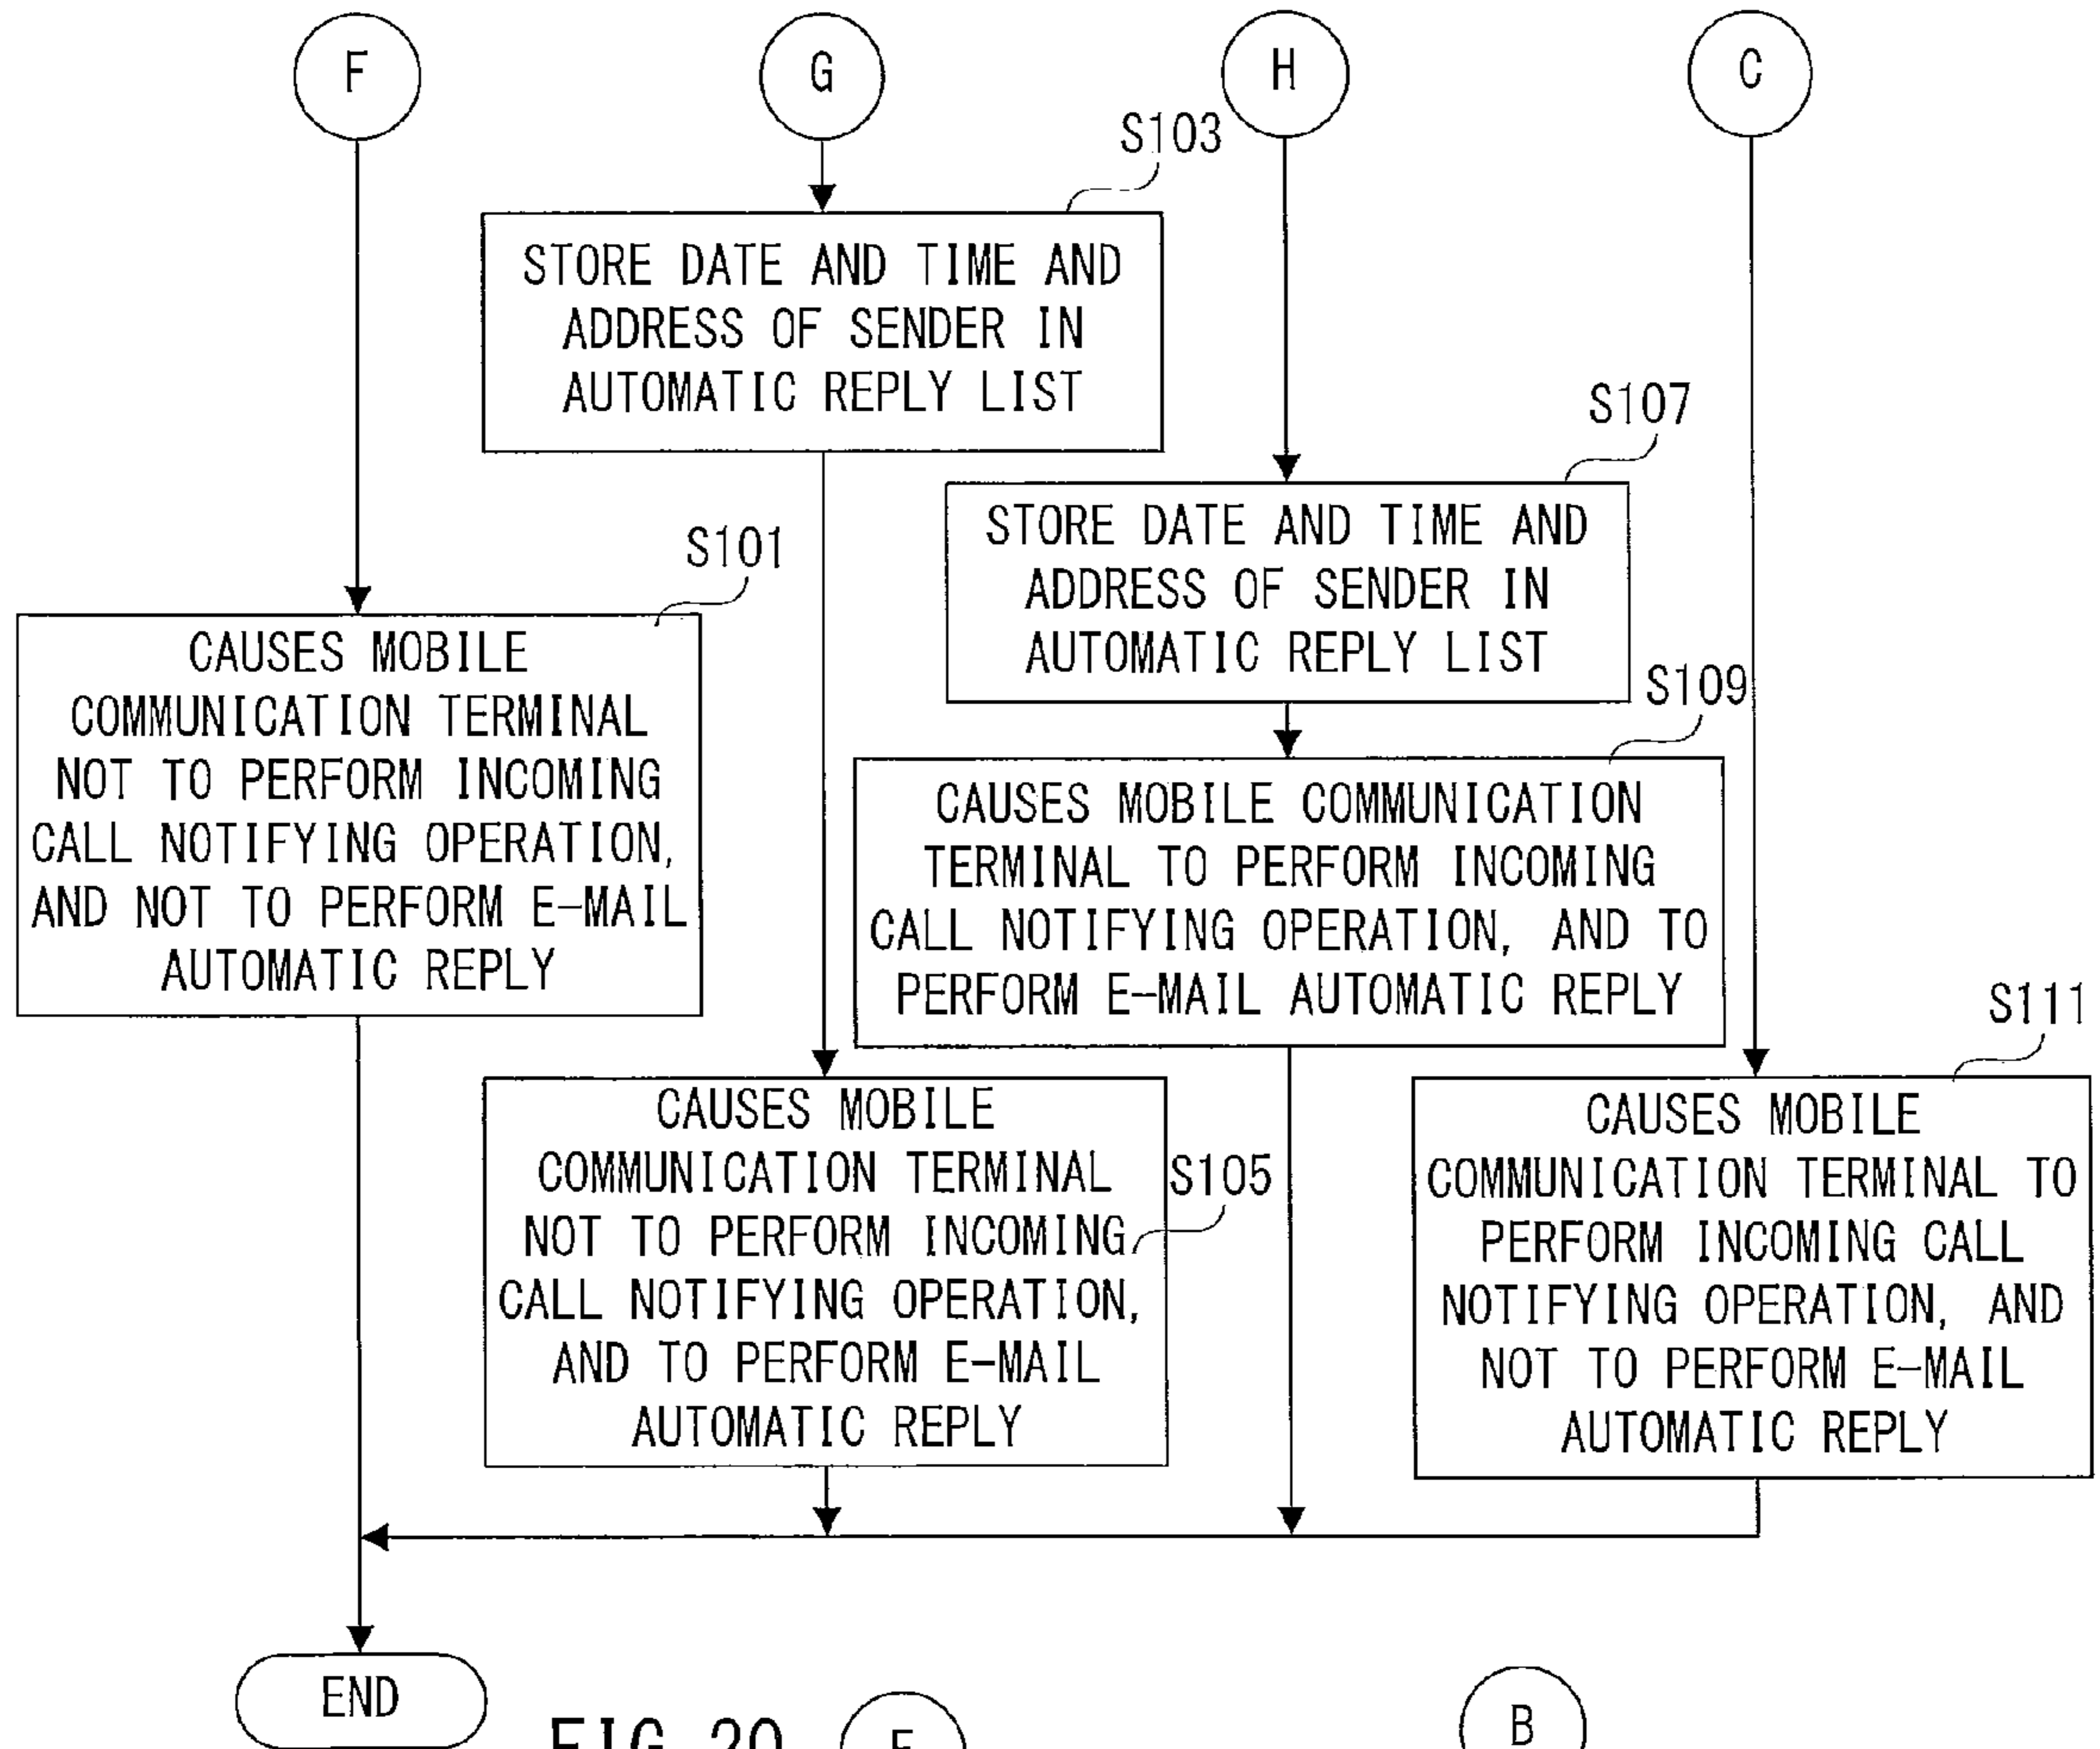 F
G
H
C
S103
STORE DATE AND TIME AND
ADDRESS OF SENDER IN
AUTOMATIC REPLY LIST
S107
STORE DATE AND TIME AND
ADDRESS OF SENDER IN
AUTOMATIC REPLY LIST
S101
CAUSES MOBILE
COMMUNICATION TERMINAL
NOT TO PERFORM INCOMING
CALL NOTIFYING OPERATION,
AND NOT TO PERFORM E-MAIL
AUTOMATIC REPLY
S109
CAUSES MOBILE COMMUNICATION
TERMINAL TO PERFORM INCOMING
CALL NOTIFYING OPERATION, AND TO
PERFORM E-MAIL AUTOMATIC REPLY
S105
CAUSES MOBILE
COMMUNICATION TERMINAL
NOT TO PERFORM INCOMING
CALL NOTIFYING OPERATION,
AND TO PERFORM E-MAIL
AUTOMATIC REPLY
S111
CAUSES MOBILE
COMMUNICATION TERMINAL TO
PERFORM INCOMING CALL
NOTIFYING OPERATION, AND
NOT TO PERFORM E-MAIL
AUTOMATIC REPLY
END
B